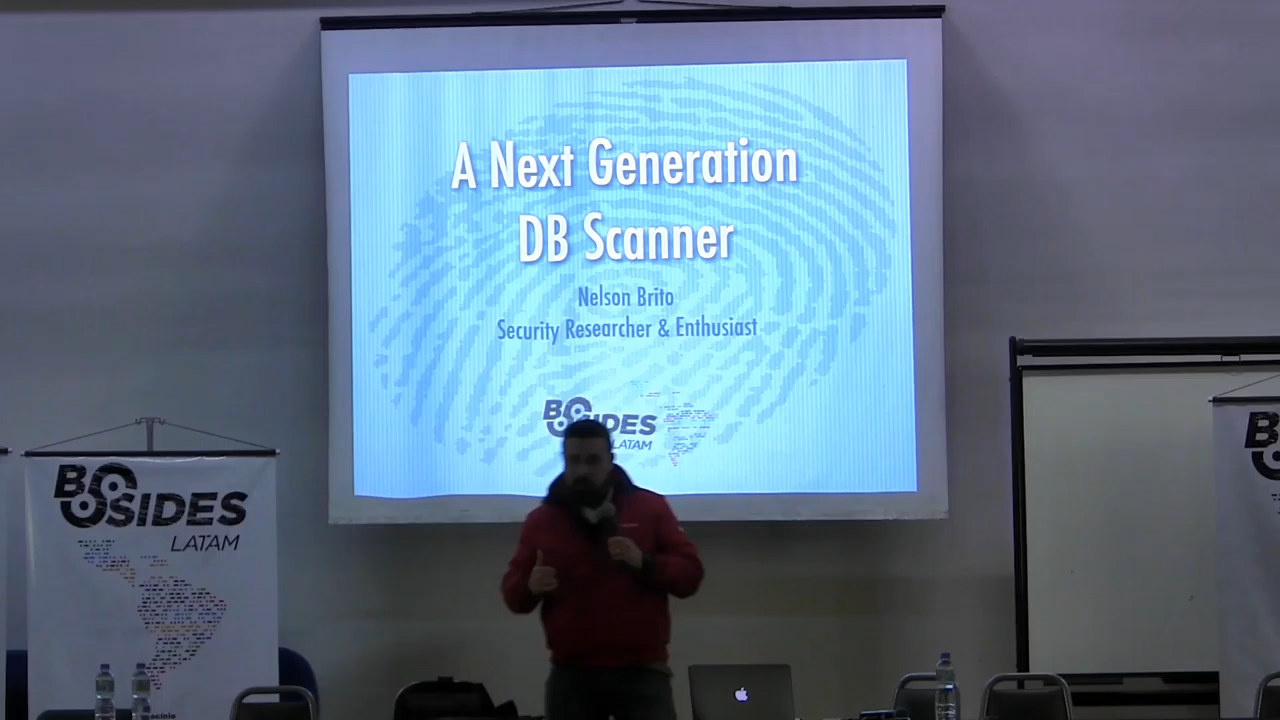 A Next Generation
DB Scanner
Nelson Brito
Security Researcher & Enthusiast
BSIDES
LATAM
BSIDES
LATAM
B